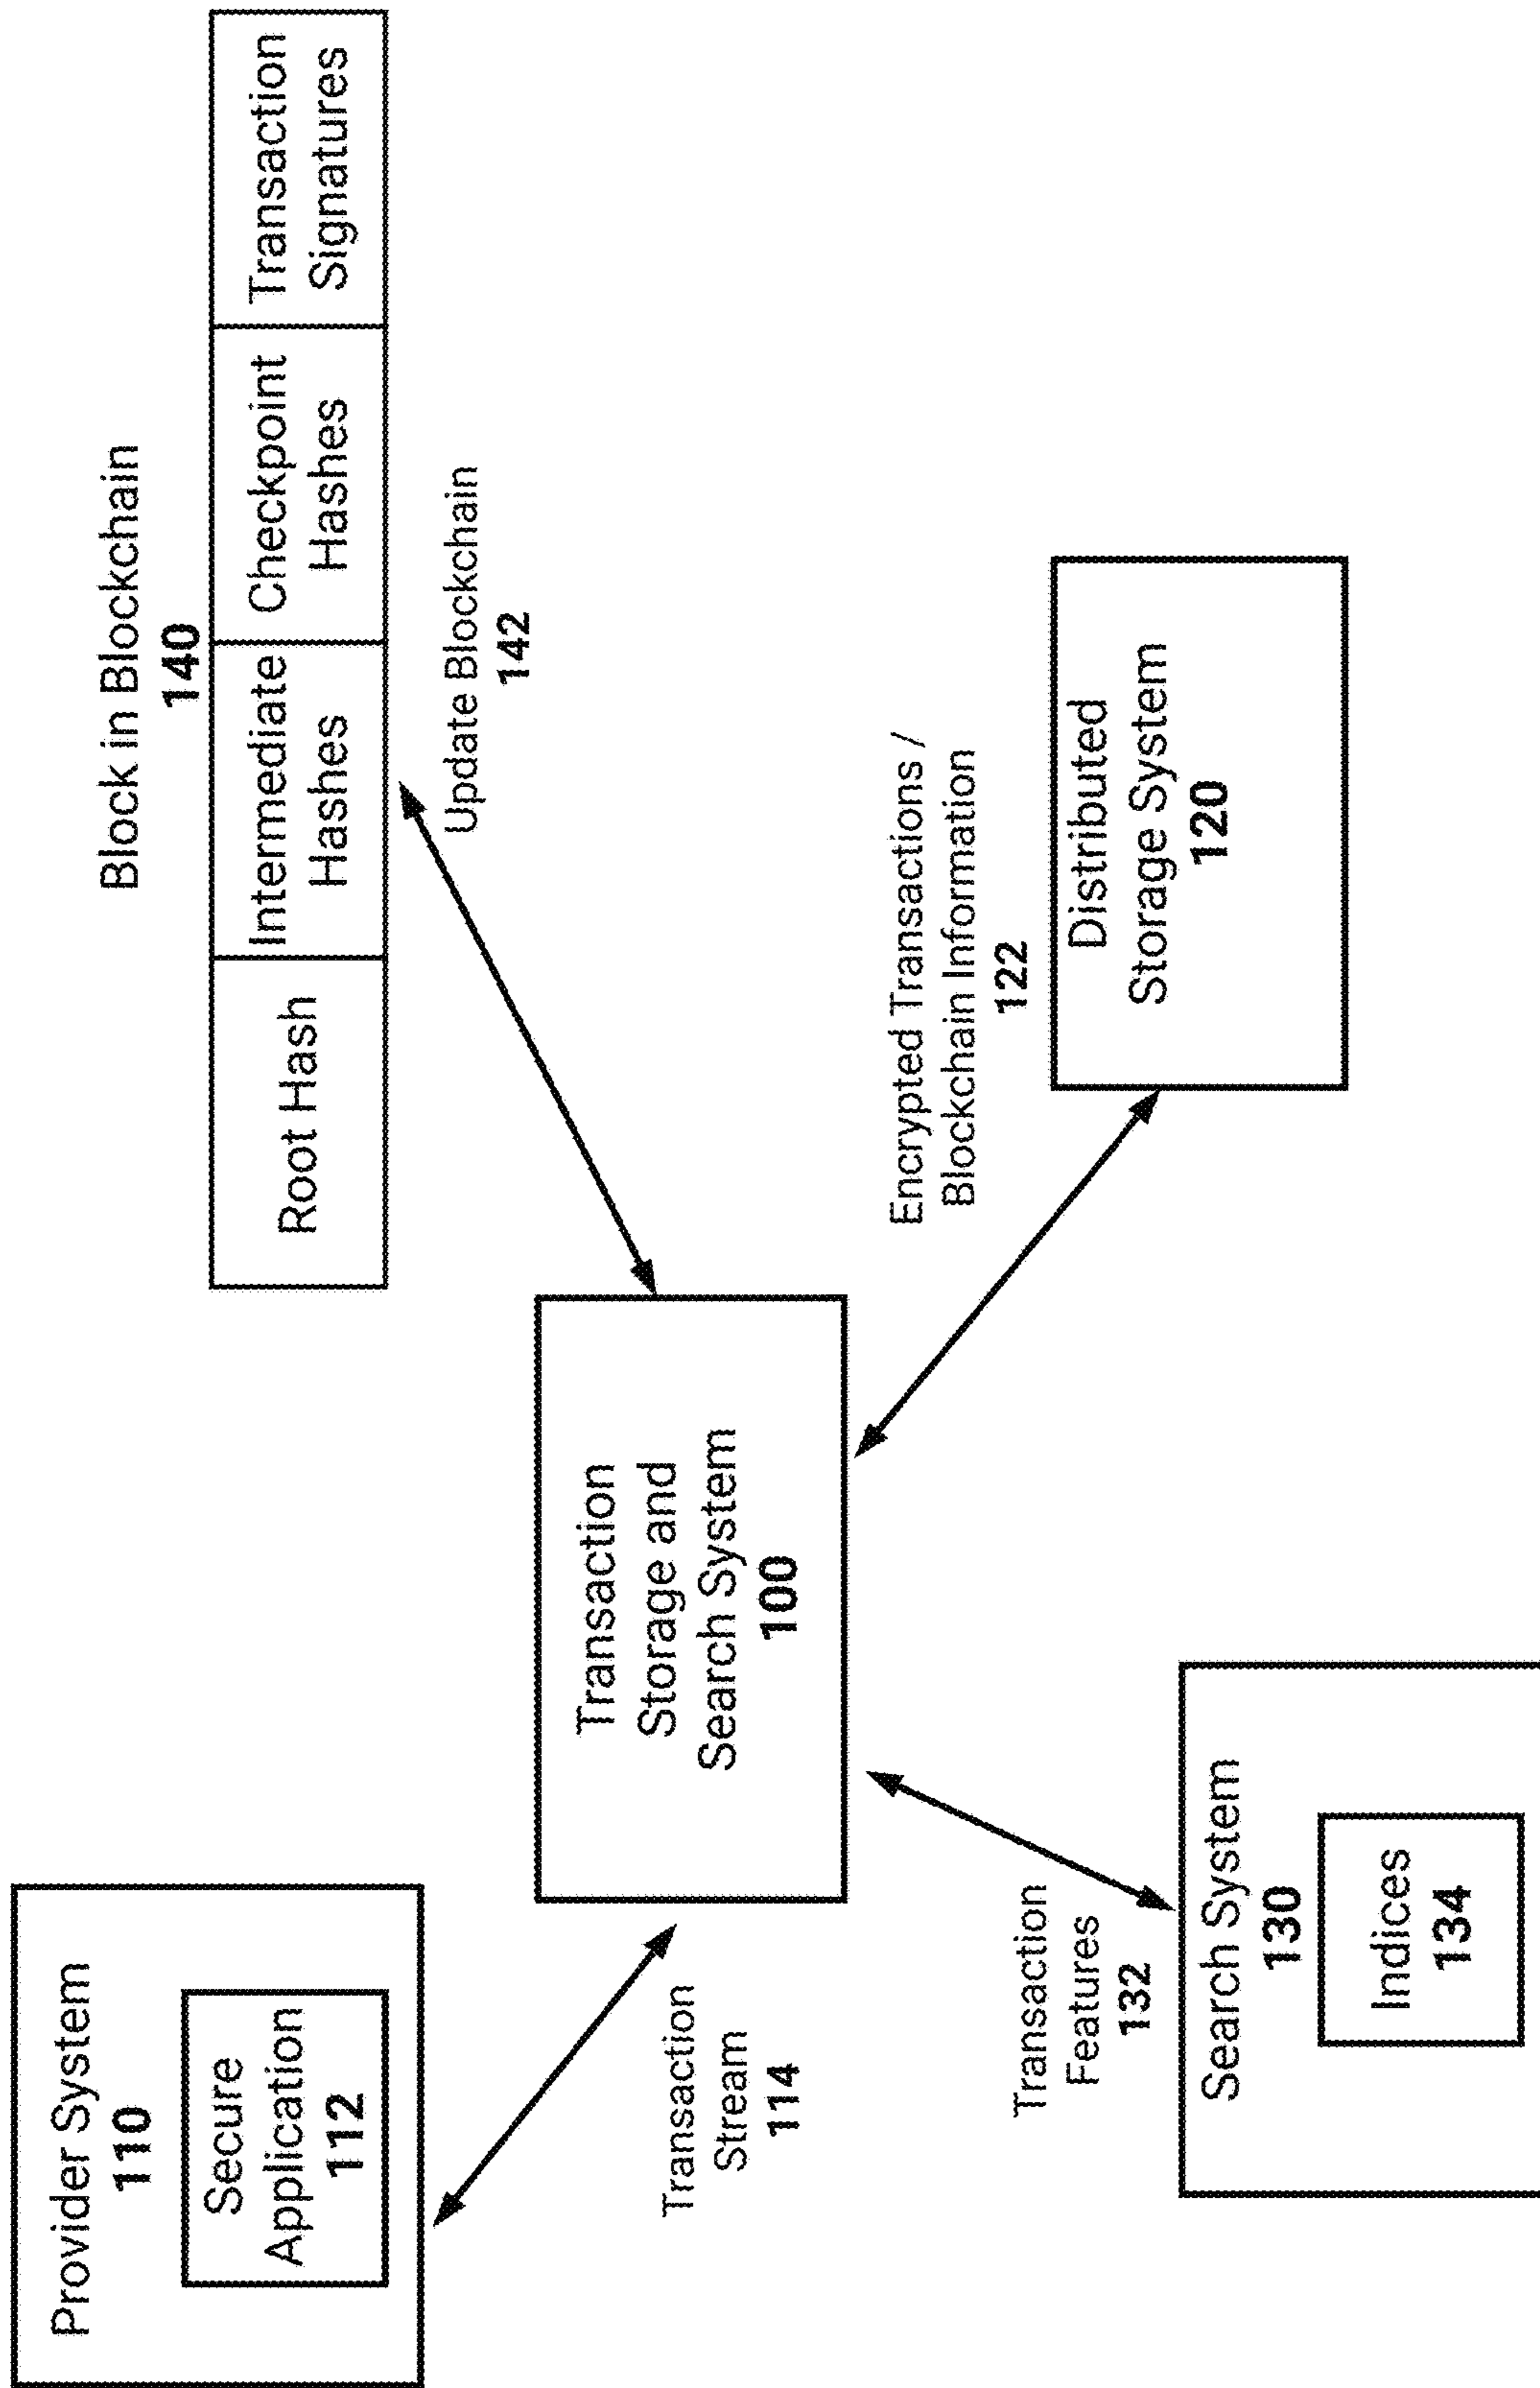 Provider System
110
Secure
Application
112
Transaction
Stream
114
Block in Blockchain
140
Root Hash
Intermediate
Hashes
Checkpoint
Hashes
Transaction
Signatures
Update Blockchain
142
Transaction
Storage and
Search System
100
Encrypted Transactions /
Blockchain Information
122
Distributed
Storage System
120
Transaction
Features
132
Search System
130
Indices
134